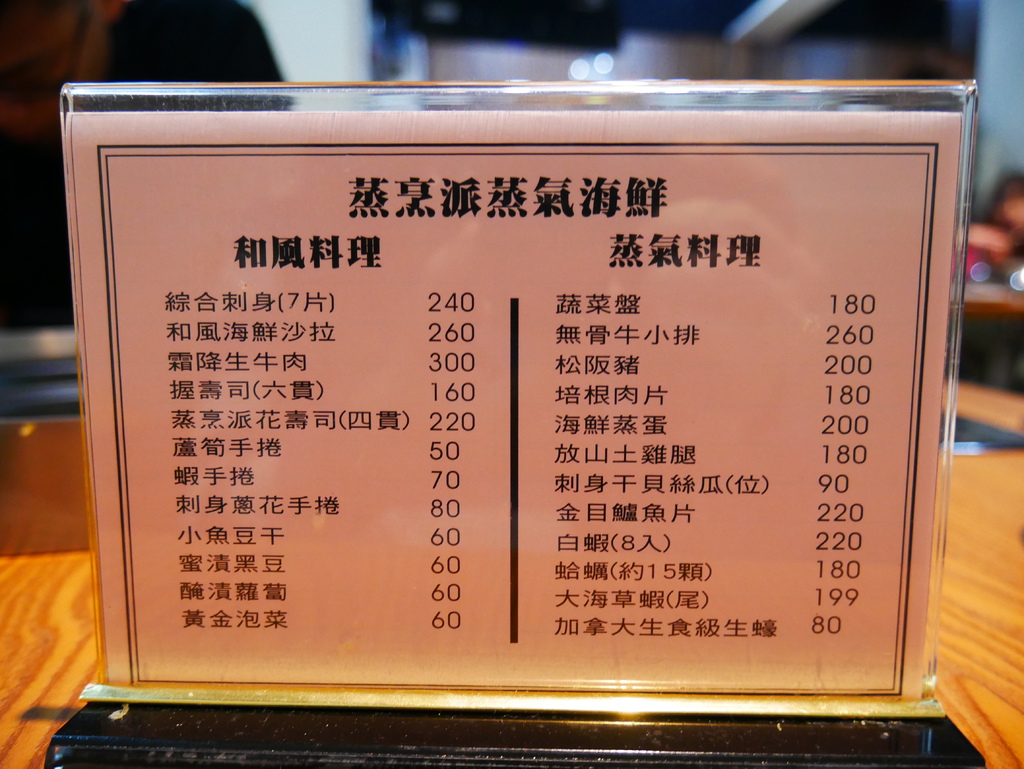 蒸烹派蒸氣海鮮
和風料理
綜合刺身(7片) 240
和風海鮮沙拉 260
霜降生牛肉 300
握壽司(六貫) 160
蒸烹派花壽司(四貫) 220
蘆筍手捲 50
蝦手捲 70
刺身蔥花手捲 80
小魚豆干 60
蜜漬黑豆 60
醃漬蘿蔔 60
黃金泡菜 60
蒸氣料理
蔬菜盤 180
無骨牛小排 260
松阪豬 200
培根肉片 180
海鮮蒸蛋 200
放山土雞腿 180
刺身干貝絲瓜(位) 90
金目鱸魚片 220
白蝦(8入) 220
蛤蠣(約15顆) 180
大海草蝦(尾) 199
加拿大生食級生蠔 80